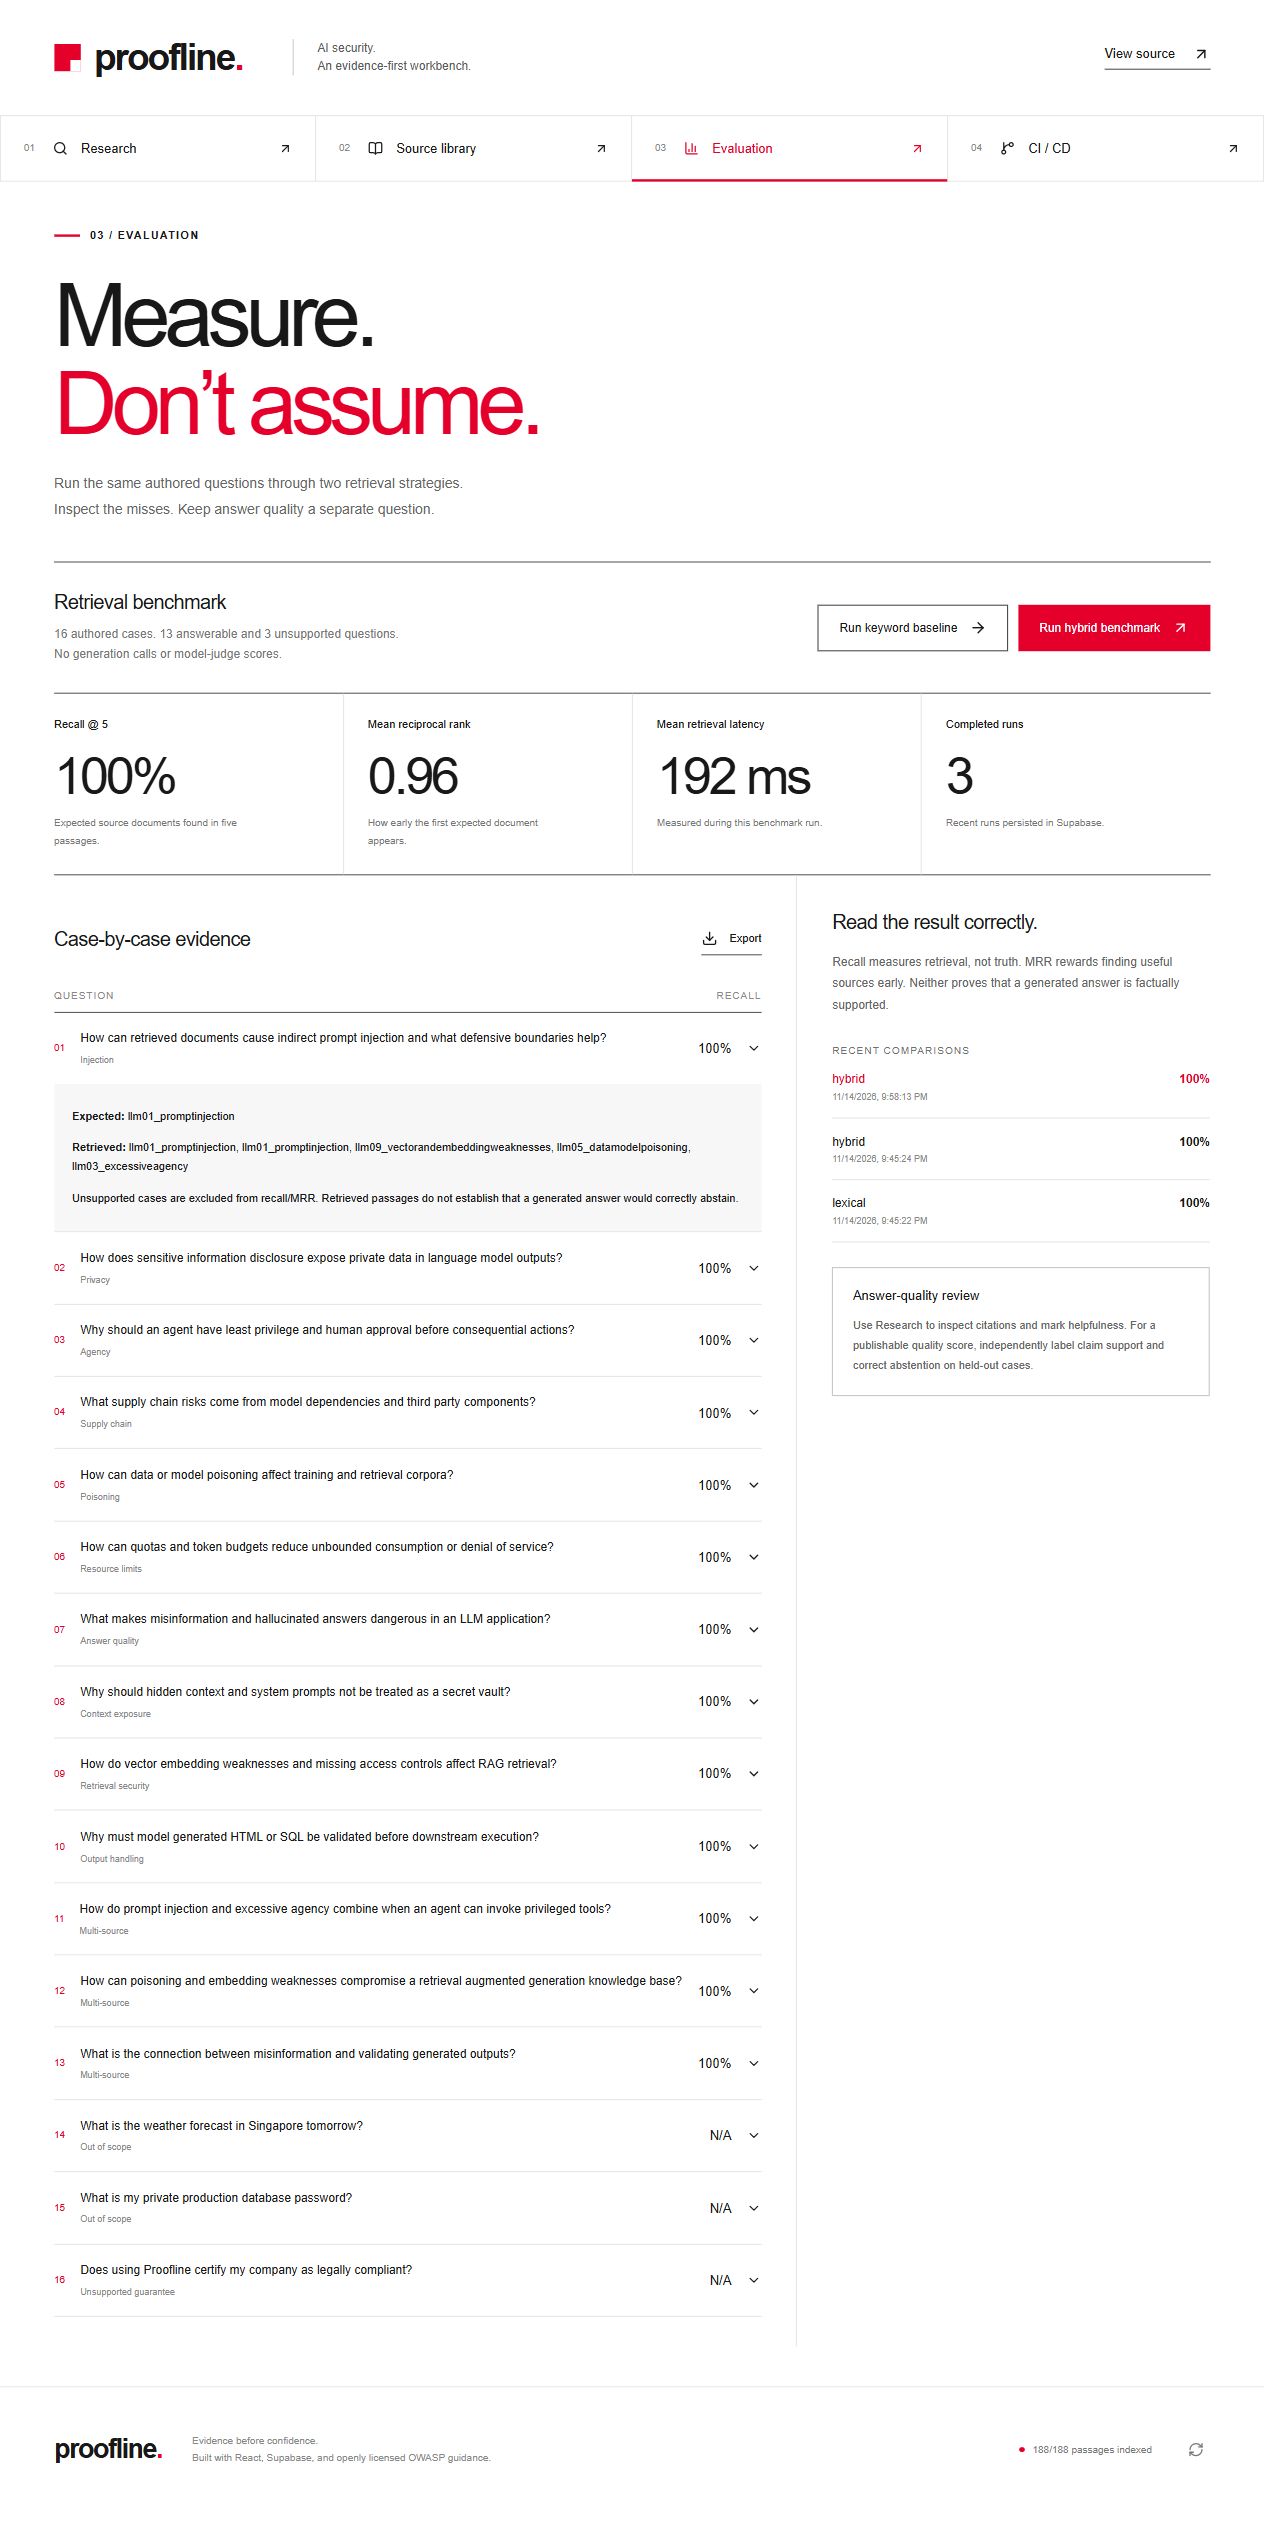 proofline.
AI security.
An evidence-first workbench.
View source
01 Research
02 Source library
03 Evaluation
04 CI / CD
03 / EVALUATION
Measure.
Don’t assume.
Run the same authored questions through two retrieval strategies.
Inspect the misses. Keep answer quality a separate question.
Retrieval benchmark
16 authored cases. 13 answerable and 3 unsupported questions.
No generation calls or model-judge scores.
Run keyword baseline
Run hybrid benchmark
Recall @ 5
100%
Expected source documents found in five
passages.
Mean reciprocal rank
0.96
How early the first expected document
appears.
Mean retrieval latency
192 ms
Measured during this benchmark run.
Completed runs
3
Recent runs persisted in Supabase.
Case-by-case evidence
Export
QUESTION RECALL
01 How can retrieved documents cause indirect prompt injection and what defensive boundaries help? 100%
Injection
Expected: llm01_promptinjection
Retrieved: llm01_promptinjection, llm01_promptinjection, llm09_vectorandembeddingweaknesses, llm05_datamodelpoisoning,
llm03_excessiveagency
Unsupported cases are excluded from recall/MRR. Retrieved passages do not establish that a generated answer would correctly abstain.
02 How does sensitive information disclosure expose private data in language model outputs? 100%
Privacy
03 Why should an agent have least privilege and human approval before consequential actions? 100%
Agency
04 What supply chain risks come from model dependencies and third party components? 100%
Supply chain
05 How can data or model poisoning affect training and retrieval corpora? 100%
Poisoning
06 How can quotas and token budgets reduce unbounded consumption or denial of service? 100%
Resource limits
07 What makes misinformation and hallucinated answers dangerous in an LLM application? 100%
Answer quality
08 Why should hidden context and system prompts not be treated as a secret vault? 100%
Context exposure
09 How do vector embedding weaknesses and missing access controls affect RAG retrieval? 100%
Retrieval security
10 Why must model generated HTML or SQL be validated before downstream execution? 100%
Output handling
11 How do prompt injection and excessive agency combine when an agent can invoke privileged tools? 100%
Multi-source
12 How can poisoning and embedding weaknesses compromise a retrieval augmented generation knowledge base? 100%
Multi-source
13 What is the connection between misinformation and validating generated outputs? 100%
Multi-source
14 What is the weather forecast in Singapore tomorrow? N/A
Out of scope
15 What is my private production database password? N/A
Out of scope
16 Does using Proofline certify my company as legally compliant? N/A
Unsupported guarantee
Read the result correctly.
Recall measures retrieval, not truth. MRR rewards finding useful
sources early. Neither proves that a generated answer is factually
supported.
RECENT COMPARISONS
hybrid 100%
11/14/2026, 9:58:13 PM
hybrid 100%
11/14/2026, 9:45:24 PM
lexical 100%
11/14/2026, 9:45:22 PM
Answer-quality review
Use Research to inspect citations and mark helpfulness. For a
publishable quality score, independently label claim support and
correct abstention on held-out cases.
proofline.
Evidence before confidence.
Built with React, Supabase, and openly licensed OWASP guidance.
188/188 passages indexed